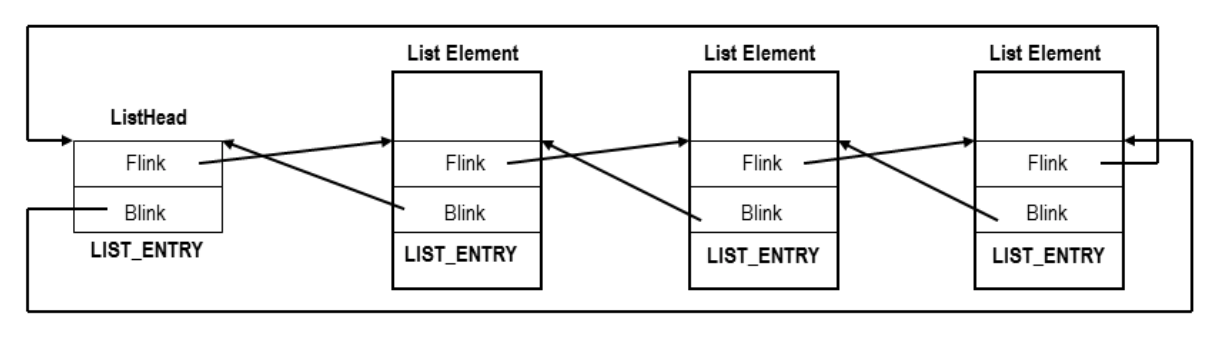 List Element
List Element
List Element
ListHead
Flink
Flink
Flink
Flink
Blink
Blink
Blink
Blink
LIST_ENTRY
LIST_ENTRY
LIST_ENTRY
LIST_ENTRY